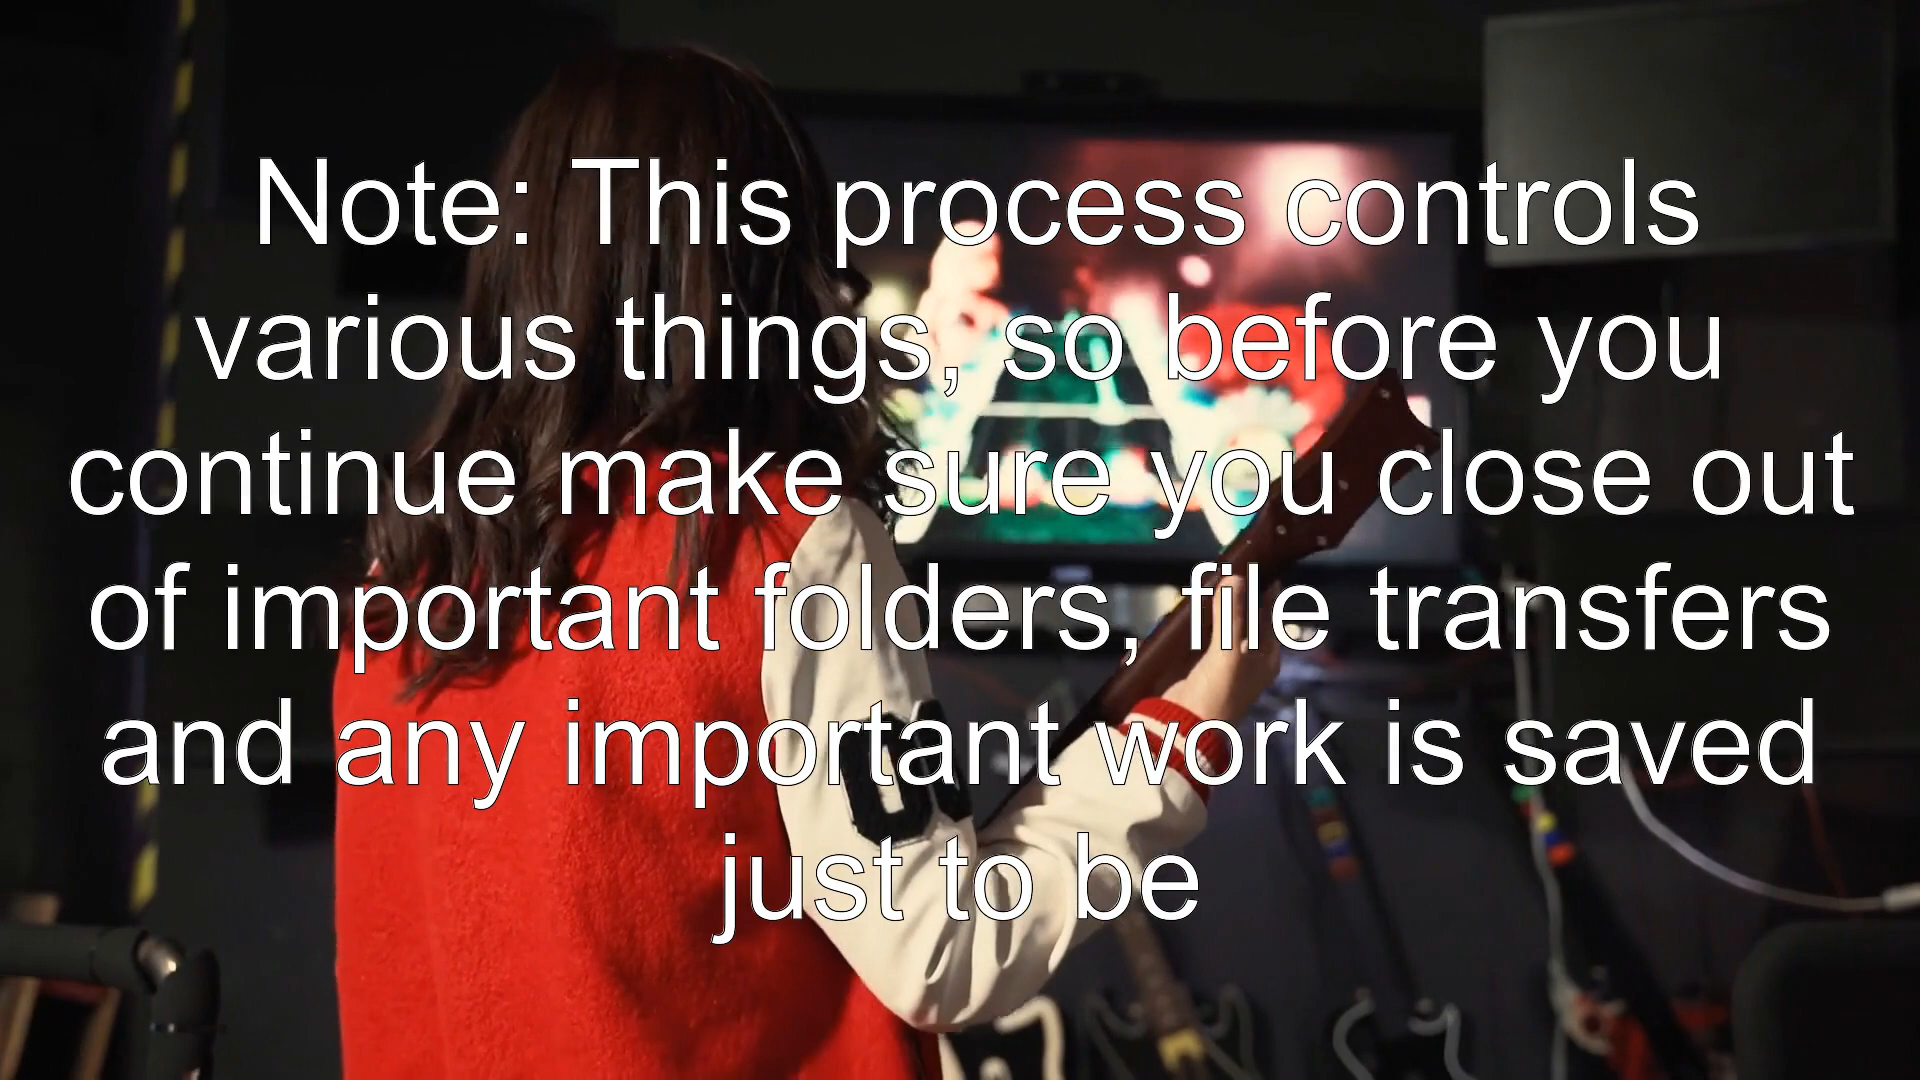 Note: This process controls
various things, so before you
continue make sure you close out
of important folders, file transfers
and any important work is saved
just to be